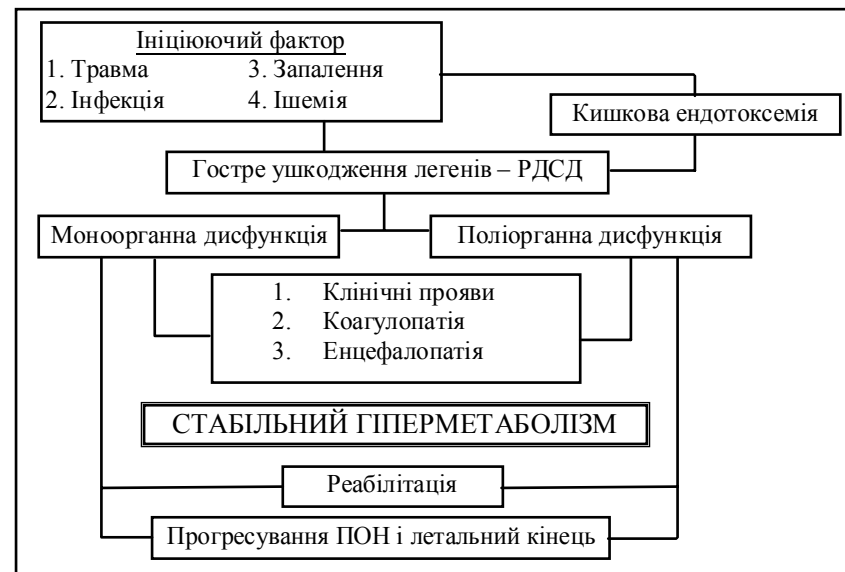 Ініціюючий фактор
1. Травма 3. Запалення
2. Інфекція 4. Ішемія
Кишкова ендотоксемія
Гостре ушкодження легенів – РДСД
Моноорганна дисфункція
Поліорганна дисфункція
1. Клінічні прояви
2. Коагулопатія
3. Енцефалопатія
СТАБІЛЬНИЙ ГІПЕРМЕТАБОЛІЗМ
Реабілітація
Прогресування ПОН і летальний кінець